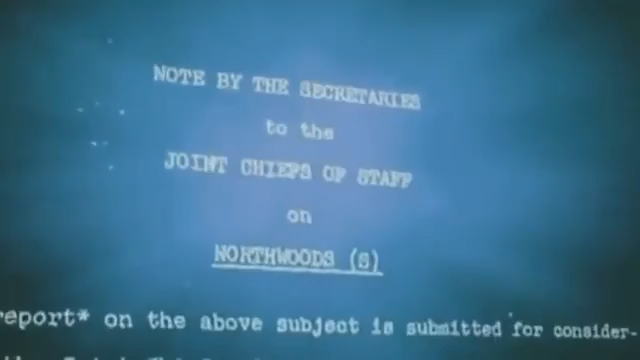 NOTE BY THE SECRETARIES
to the
JOINT CHIEFS OF STAFF
on
NORTHWOODS (S)
report* on the above subject is submitted for consider-